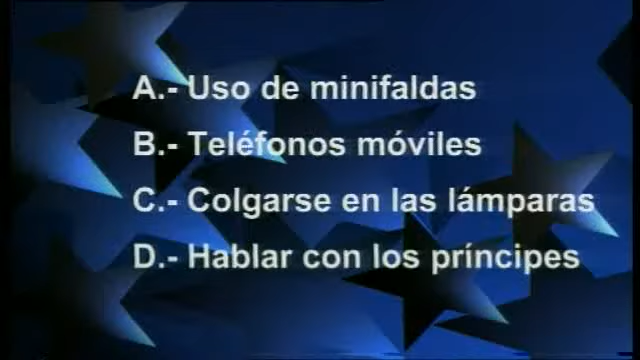 A.- Uso de minifaldas
B.- Teléfonos móviles
C.- Colgarse en las lámparas
D.- Hablar con los príncipes